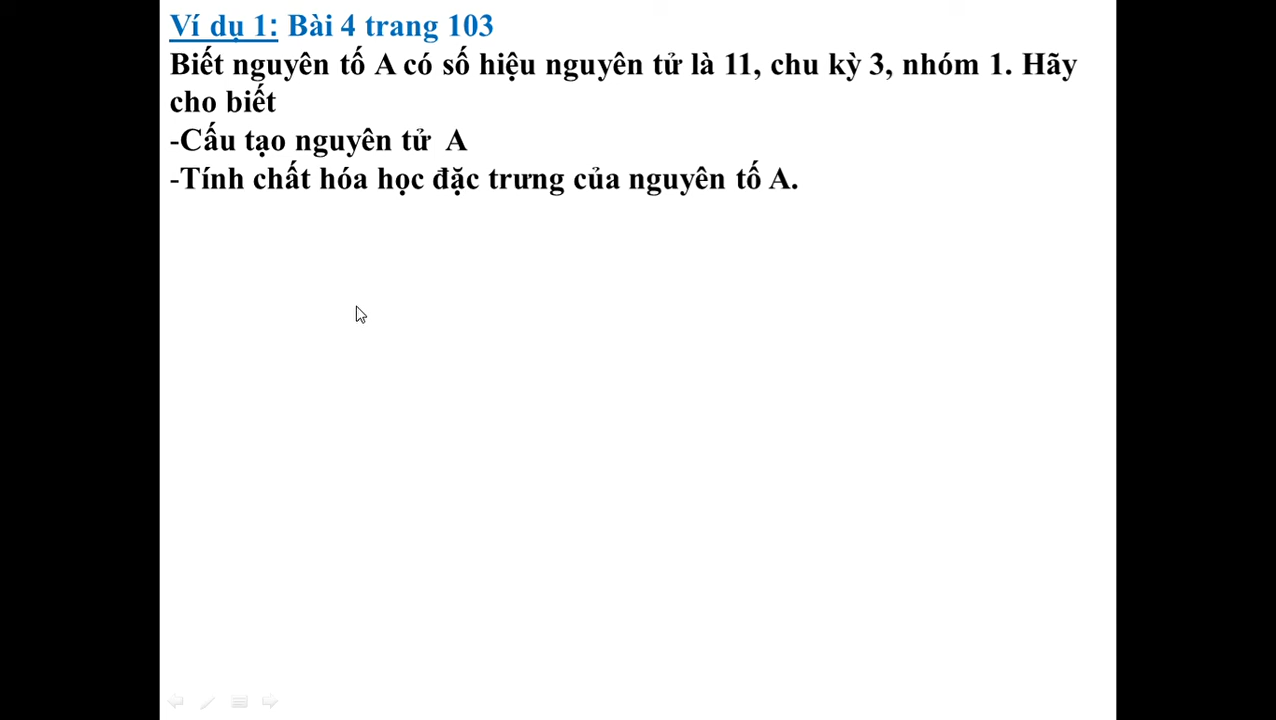 Ví dụ 1: Bài 4 trang 103
Biết nguyên tố A có số hiệu nguyên tử là 11, chu kỳ 3, nhóm 1. Hãy
cho biết
-Cấu tạo nguyên tử A
-Tính chất hóa học đặc trưng của nguyên tố A.